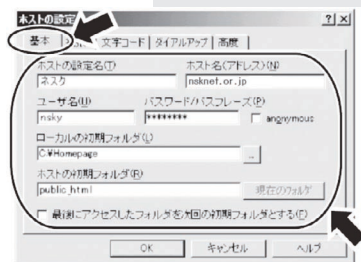 ホストの設定
基本 文字コード ダイアルアップ 高度
ホストの設定名(T) ホスト名(アドレス)(N)
ネスク nsknet.or.jp
ユーザ名(U) パスワード/パスフレーズ(P)
nsky ******** anonymous
ローカルの初期フォルダ(L)
C:¥Homepage ...
ホストの初期フォルダ(R)
public_html 現在のフォルダ
最後にアクセスしたフォルダを次回の初期フォルダとする(F)
OK キャンセル ヘルプ